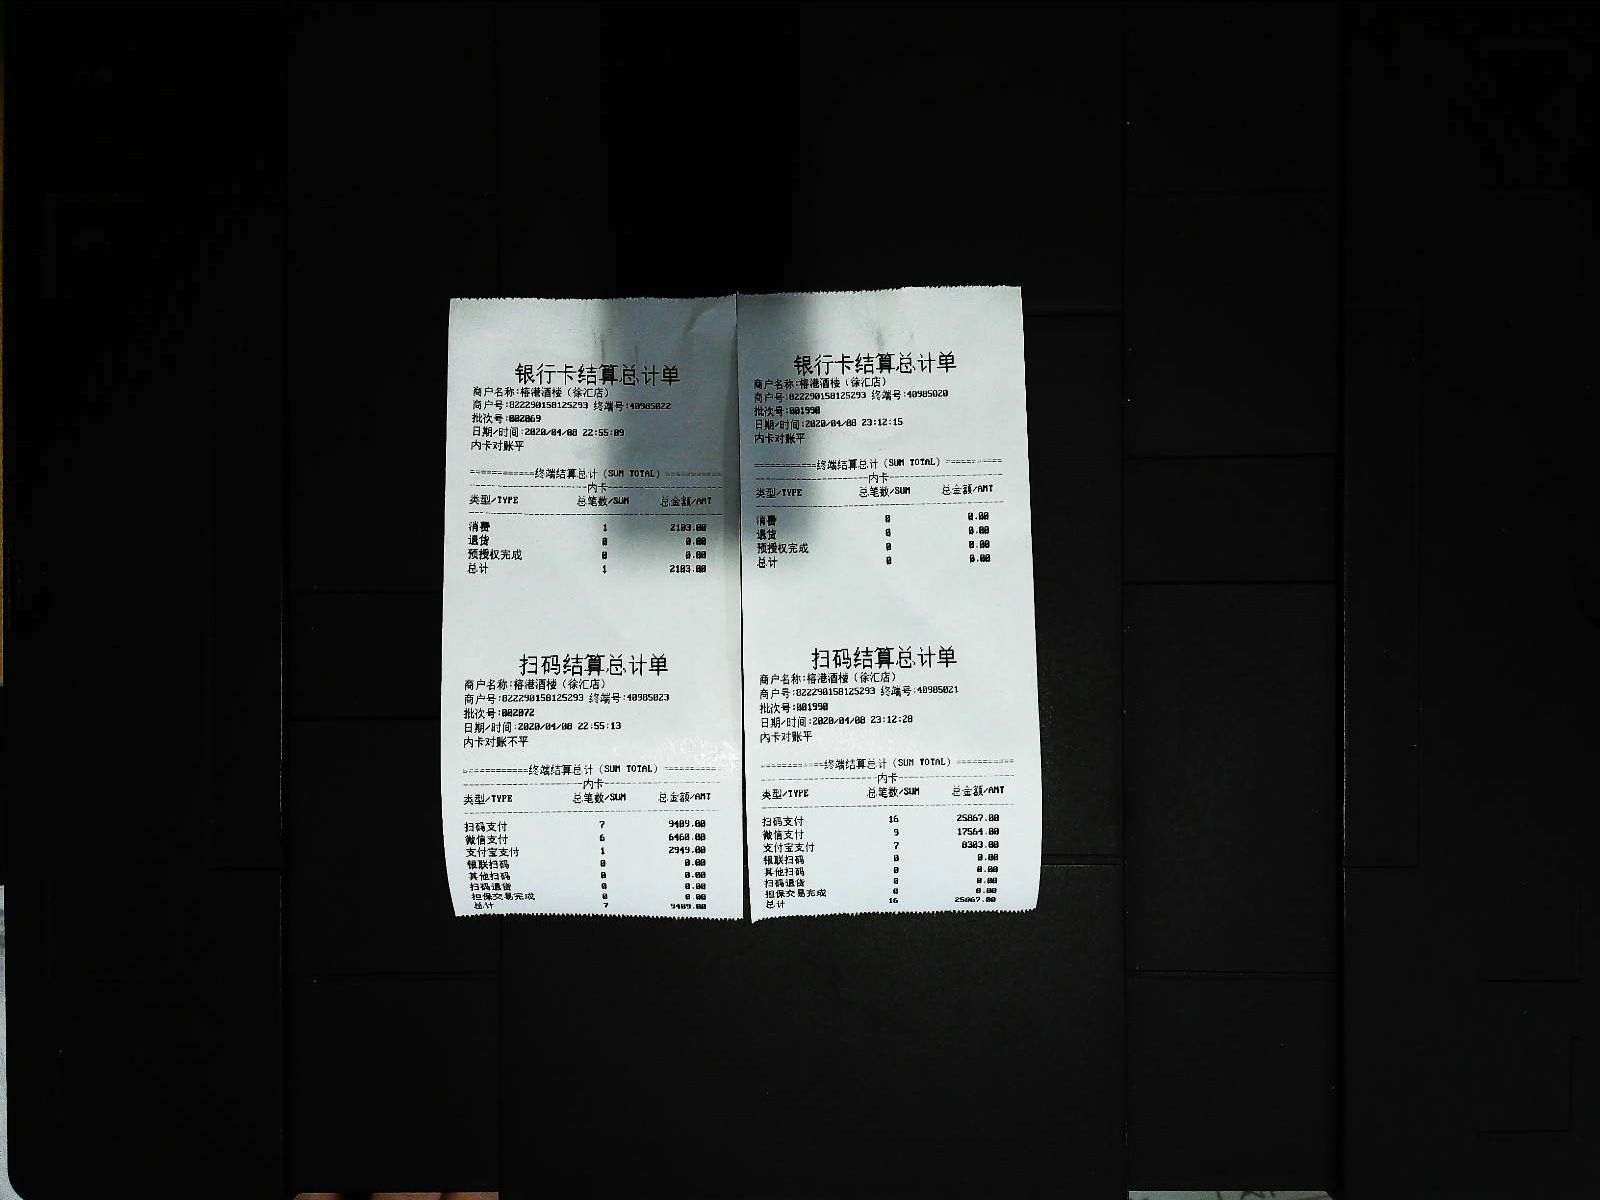 银行卡结算总计单
商户名称:椿港酒楼（徐汇店）
商户号:822290158125293 终端号:40985022
批次号:002069
日期/时间:2020/04/08 22:55:09
内卡对账平
===========终端结算总计(SUM TOTAL)==========
内卡
类型/TYPE 总笔数/SUM 总金额/AMT
消费 1 2103.00
退货 0 0.00
预授权完成 0 0.00
总计 1 2103.00
扫码结算总计单
商户名称:椿港酒楼（徐汇店）
商户号:822290158125293 终端号:40985023
批次号:002072
日期/时间:2020/04/08 22:55:13
内卡对账不平
===========终端结算总计(SUM TOTAL)==========
内卡
类型/TYPE 总笔数/SUM 总金额/AMT
扫码支付 7 9409.00
微信支付 6 6460.00
支付宝支付 1 2949.00
银联扫码 0 0.00
其他扫码 0 0.00
扫码退货 0 0.00
担保交易完成 0 0.00
总计 7 9409.00
银行卡结算总计单
商户名称:椿港酒楼（徐汇店）
商户号:822290158125293 终端号:40985020
批次号:001990
日期/时间:2020/04/08 23:12:15
内卡对账平
===========终端结算总计(SUM TOTAL)==========
内卡
类型/TYPE 总笔数/SUM 总金额/AMT
消费 0 0.00
退货 0 0.00
预授权完成 0 0.00
总计 0 0.00
扫码结算总计单
商户名称:椿港酒楼（徐汇店）
商户号:822290158125293 终端号:40985021
批次号:001990
日期/时间:2020/04/08 23:12:28
内卡对账平
===========终端结算总计(SUM TOTAL)==========
内卡
类型/TYPE 总笔数/SUM 总金额/AMT
扫码支付 16 25867.00
微信支付 9 17564.00
支付宝支付 7 8303.00
银联扫码 0 0.00
其他扫码 0 0.00
扫码退货 0 0.00
担保交易完成 0 0.00
总计 16 25867.00